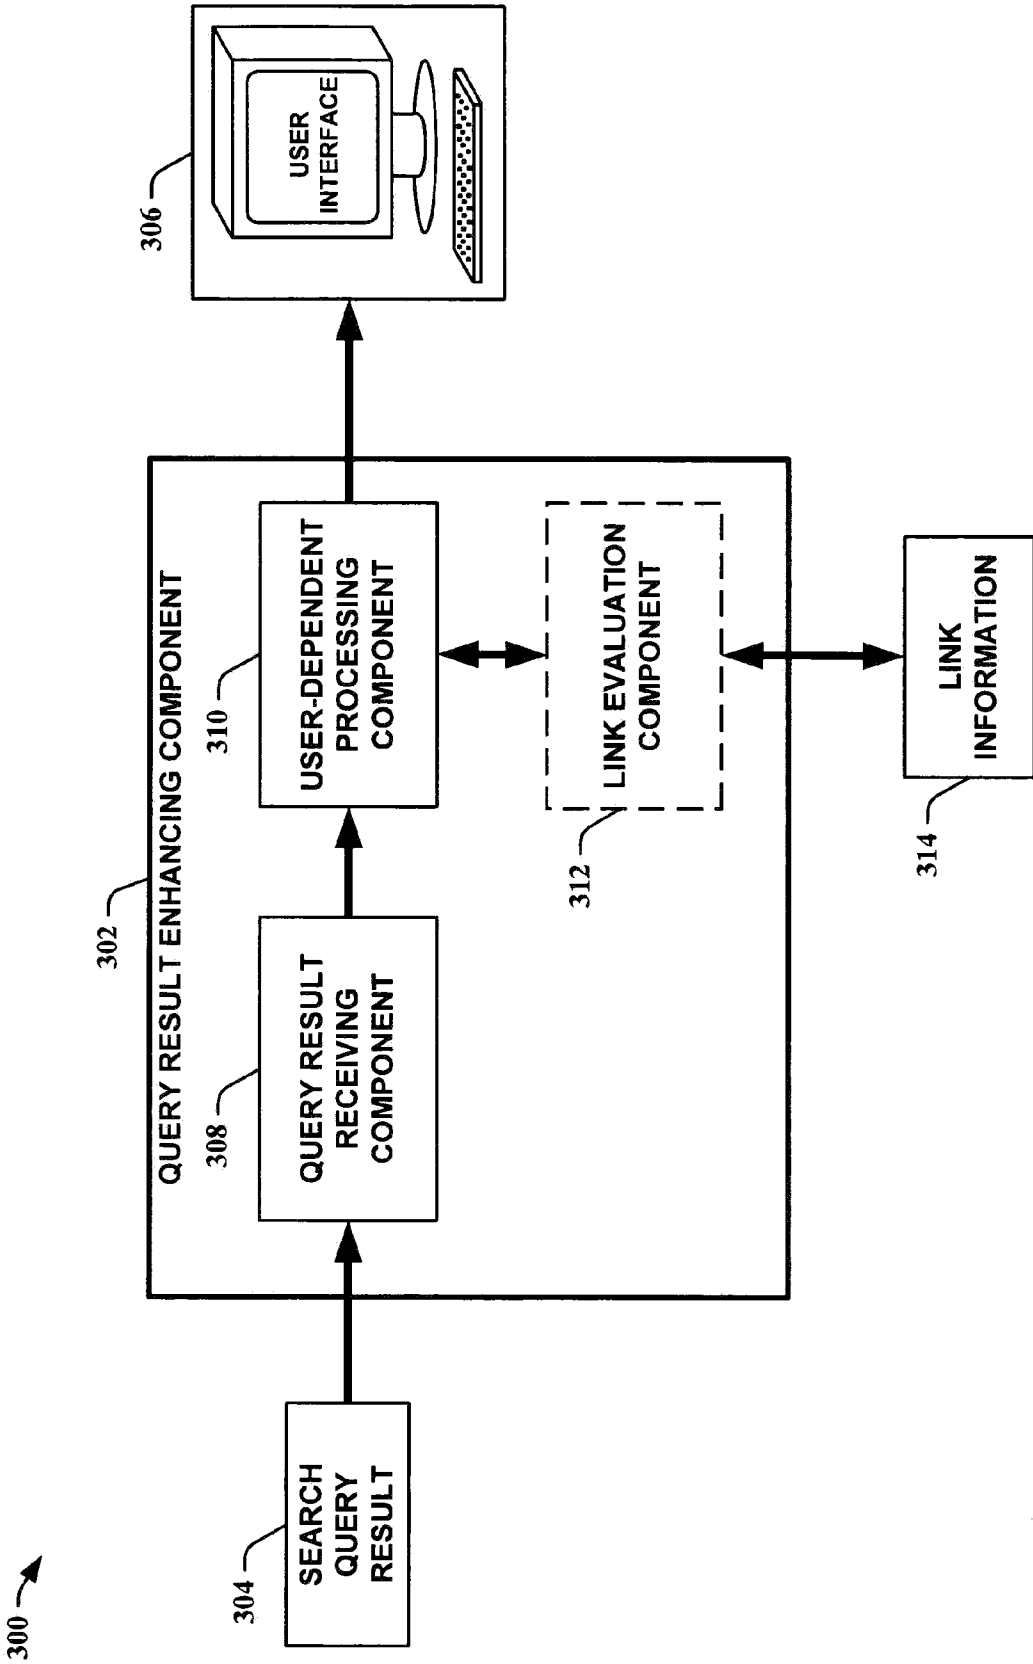 300
302
QUERY RESULT ENHANCING COMPONENT
304
SEARCH
QUERY
RESULT
308
QUERY RESULT
RECEIVING
COMPONENT
310
USER-DEPENDENT
PROCESSING
COMPONENT
306
USER
INTERFACE
312
LINK EVALUATION
COMPONENT
314
LINK
INFORMATION